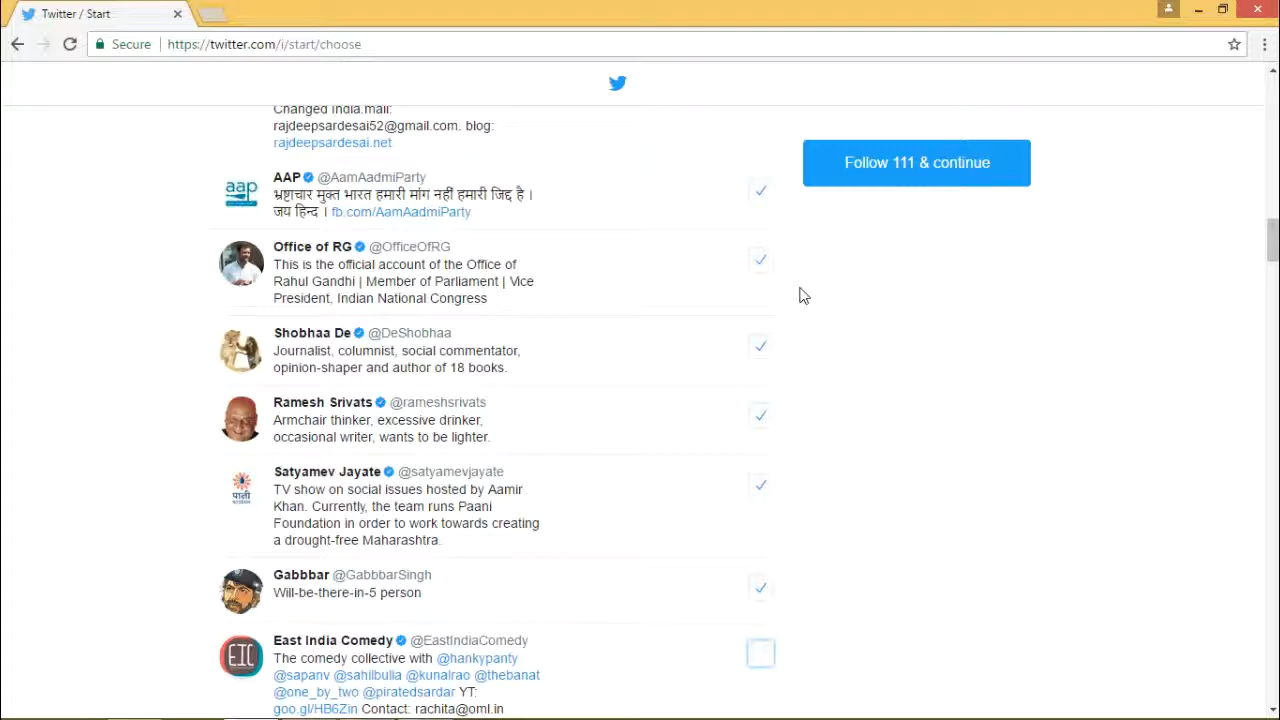 Twitter / Start
Secure https://twitter.com/i/start/choose
Changed India.mail:
rajdeepsardesai52@gmail.com. blog:
rajdeepsardesai.net
Follow 111 & continue
aap
AAP @AamAadmiParty
भ्रष्टाचार मुक्त भारत हमारी मांग नहीं हमारी जिद्द है ।
जय हिन्द । fb.com/AamAadmiParty
Office of RG @OfficeOfRG
This is the official account of the Office of
Rahul Gandhi | Member of Parliament | Vice
President, Indian National Congress
Shobhaa De @DeShobhaa
Journalist, columnist, social commentator,
opinion-shaper and author of 18 books.
Ramesh Srivats @rameshsrivats
Armchair thinker, excessive drinker,
occasional writer, wants to be lighter.
पाती
Satyamev Jayate @satyamevjayate
TV show on social issues hosted by Aamir
Khan. Currently, the team runs Paani
Foundation in order to work towards creating
a drought-free Maharashtra.
Gabbbar @GabbbarSingh
Will-be-there-in-5 person
EIC
East India Comedy @EastIndiaComedy
The comedy collective with @hankypanty
@sapanv @sahilbulla @kunalrao @thebanat
@one_by_two @piratedsardar YT:
goo.gl/HB6Zin Contact: rachita@oml.in